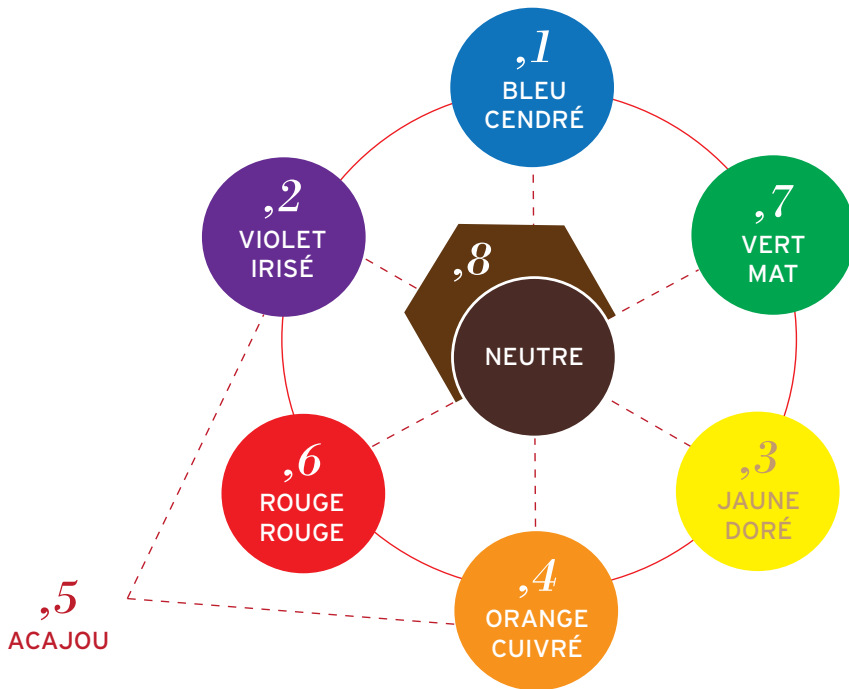 ,1
BLEU
CENDRÉ
,2
VIOLET
IRISÉ
,7
VERT
MAT
,8
NEUTRE
,6
ROUGE
ROUGE
,3
JAUNE
DORÉ
,4
ORANGE
CUIVRÉ
,5
ACAJOU